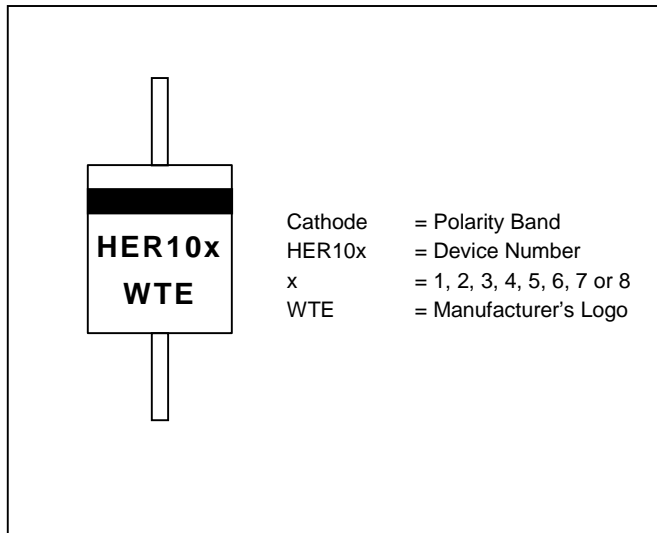 HER10x
WTE
Cathode = Polarity Band
HER10x = Device Number
x = 1, 2, 3, 4, 5, 6, 7 or 8
WTE = Manufacturer's Logo